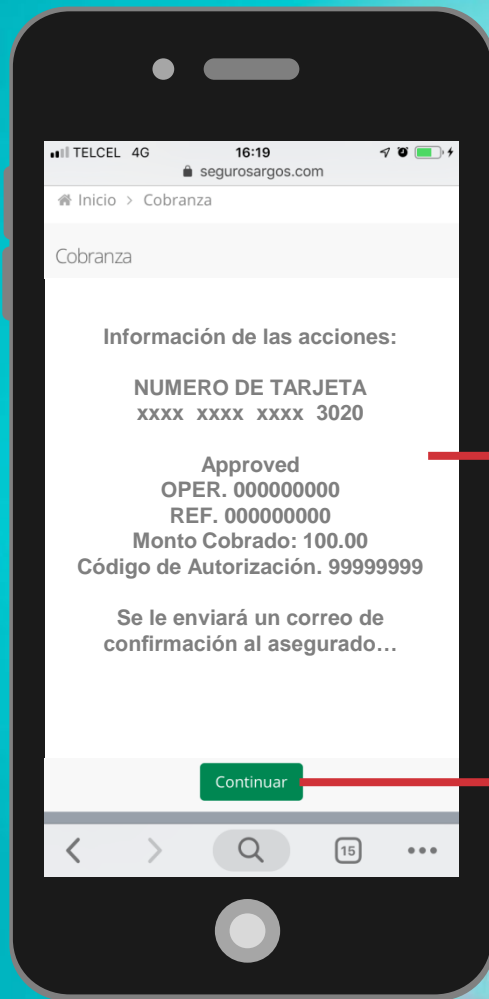 TELCEL 4G 16:19
segurosargos.com
Inicio > Cobranza
Cobranza
Información de las acciones:
NUMERO DE TARJETA
xxxx xxxx xxxx 3020
Approved
OPER. 000000000
REF. 000000000
Monto Cobrado: 100.00
Código de Autorización. 99999999
Se le enviará un correo de
confirmación al asegurado…
Continuar
15